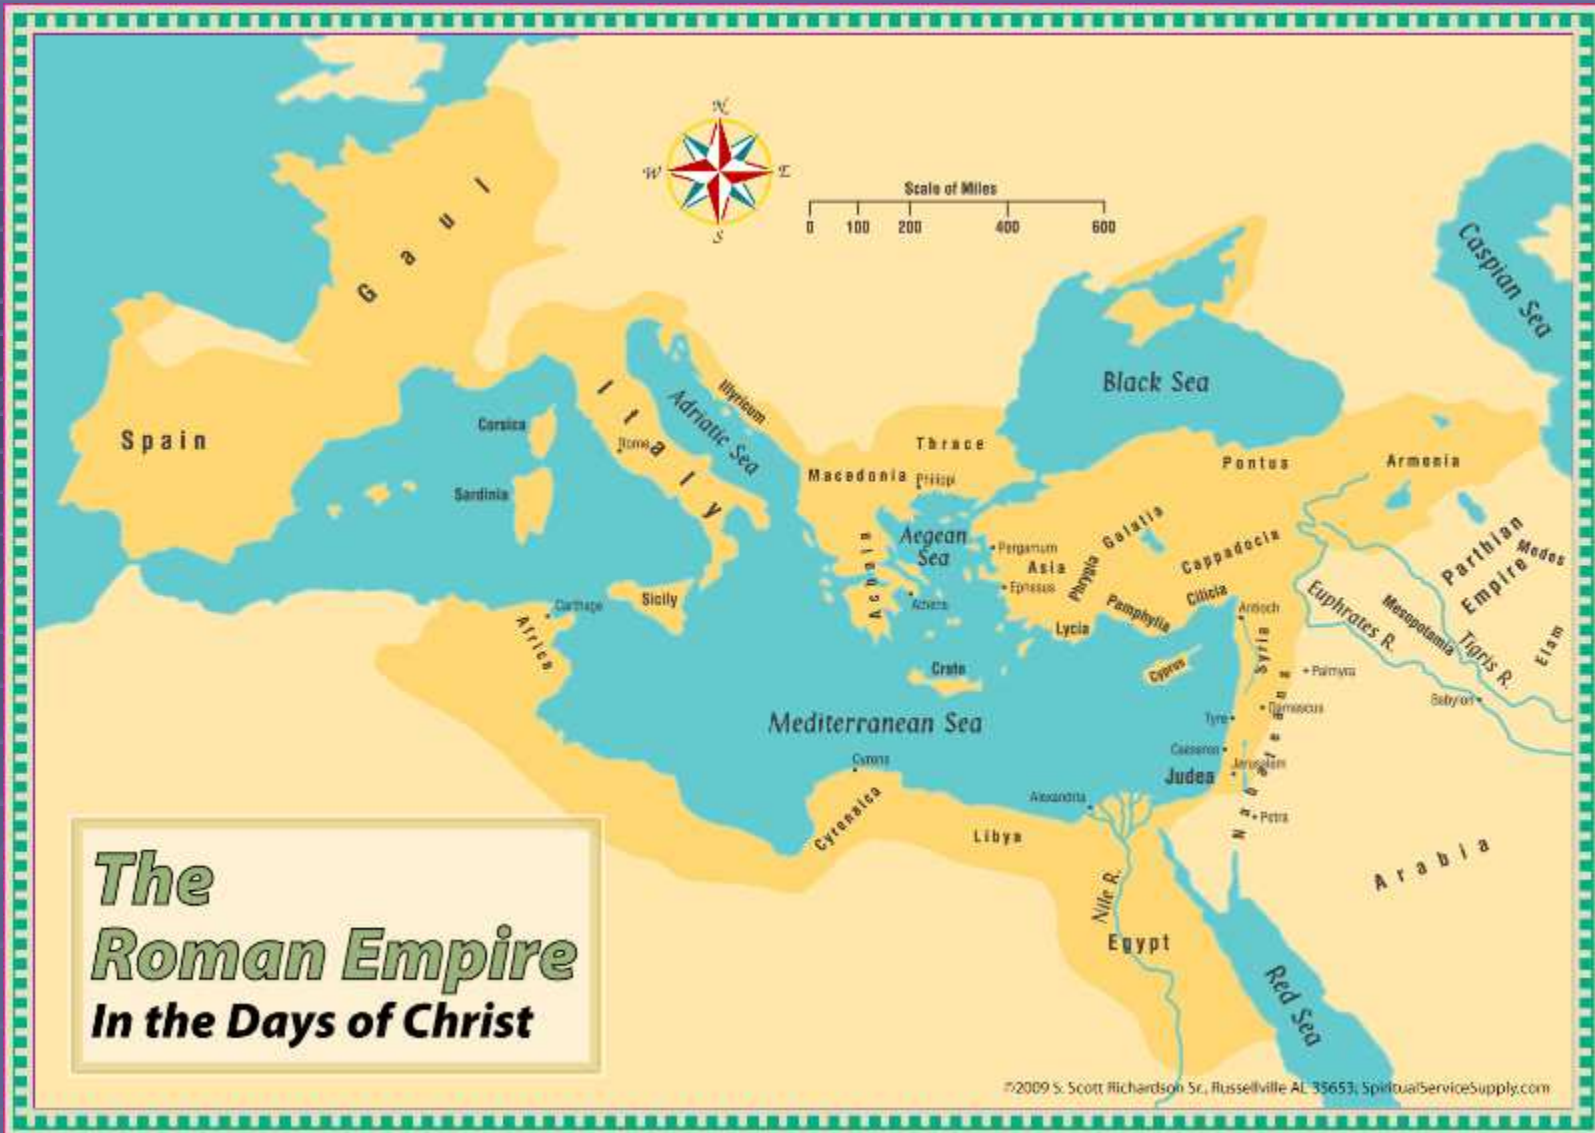 N
W
E
S
Scale of Miles
0 100 200 400 600
Gaul
Caspian Sea
Black Sea
Illyricum
Italy
Adriatic Sea
Corsica
Rome
Spain
Sardinia
Thrace
Macedonia
Philippi
Pontus
Armenia
Aegean
Sea
Achaia
Athens
Pergamum
Asia
Ephesus
Phrygia
Galatia
Cappadocia
Cilicia
Pamphylia
Lycia
Antioch
Syria
Parthian
Empire
Medes
Mesopotamia
Euphrates R.
Tigris R.
Elam
Babylon
Palmyra
Carthage
Africa
Sicily
Crete
Cyprus
Mediterranean Sea
Tyre
Damascus
Caesarea
Jerusalem
Judea
Nabateans
Petra
Cyrene
Cyrenaica
Libya
Alexandria
Nile R.
Egypt
Red Sea
Arabia
The
Roman Empire
In the Days of Christ
©2009 S. Scott Richardson Sr., Russellville AL 35653; SpiritualServiceSupply.com